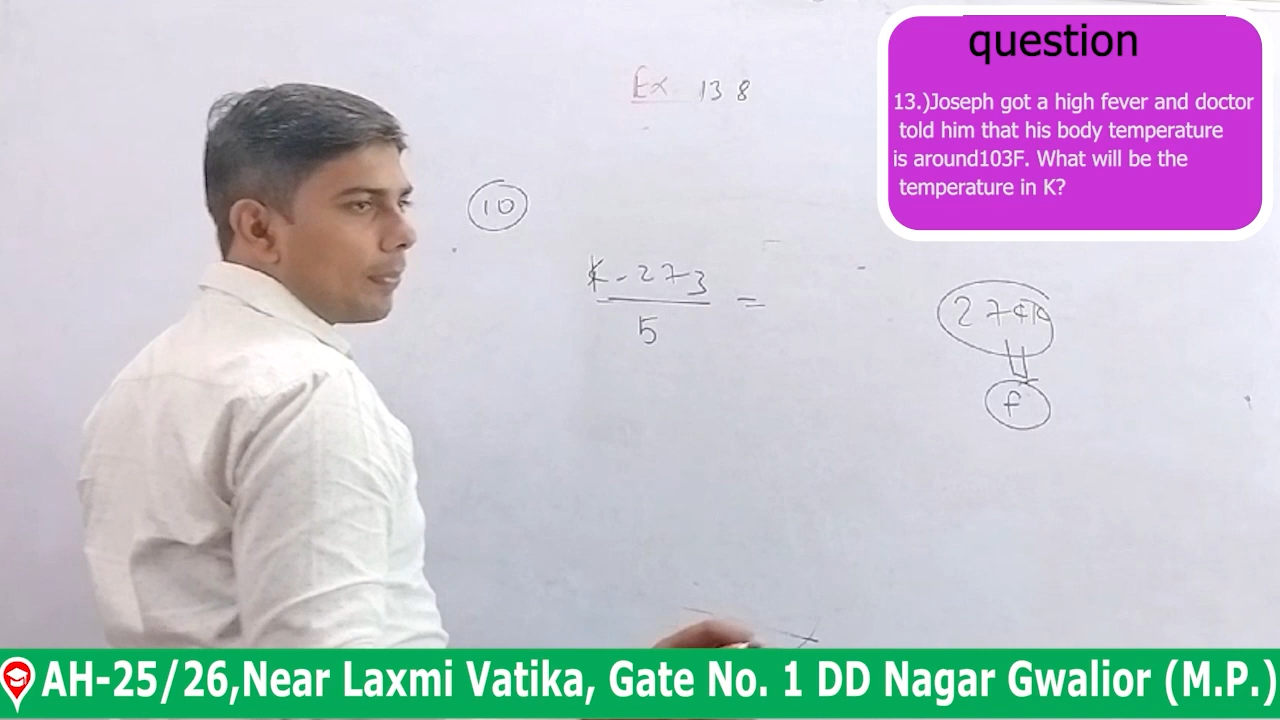 question
13.)Joseph got a high fever and doctor
told him that his body temperature
is around103F. What will be the
temperature in K?
Ex. 13 8
10
K - 273
5
=
f
AH-25/26,Near Laxmi Vatika, Gate No. 1 DD Nagar Gwalior (M.P.)